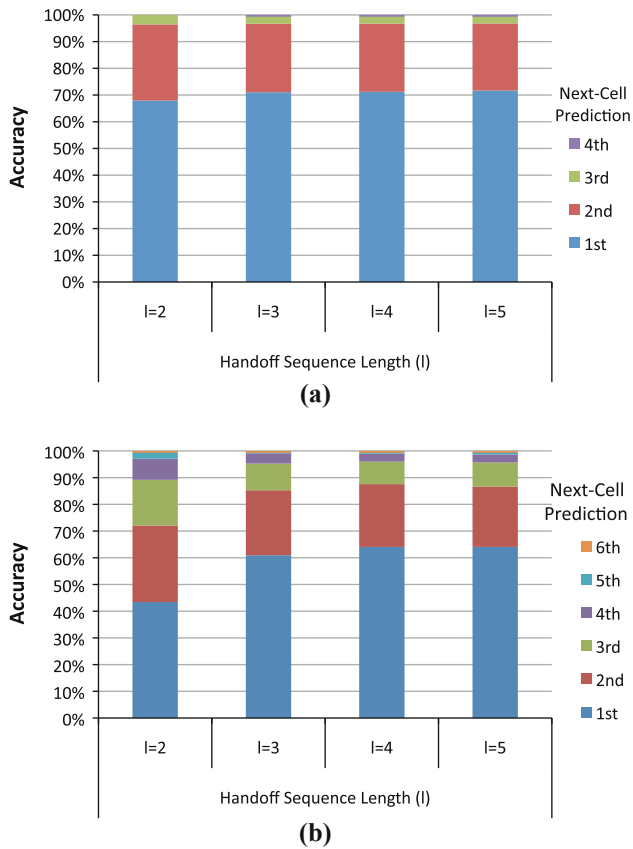 100%
90%
80%
70%
60%
50%
40%
30%
20%
10%
0%
Accuracy
Next-Cell
Prediction
4th
3rd
2nd
1st
l=2 l=3 l=4 l=5
Handoff Sequence Length (l)
(a)
100%
90%
80%
70%
60%
50%
40%
30%
20%
10%
0%
Accuracy
Next-Cell
Prediction
6th
5th
4th
3rd
2nd
1st
l=2 l=3 l=4 l=5
Handoff Sequence Length (l)
(b)